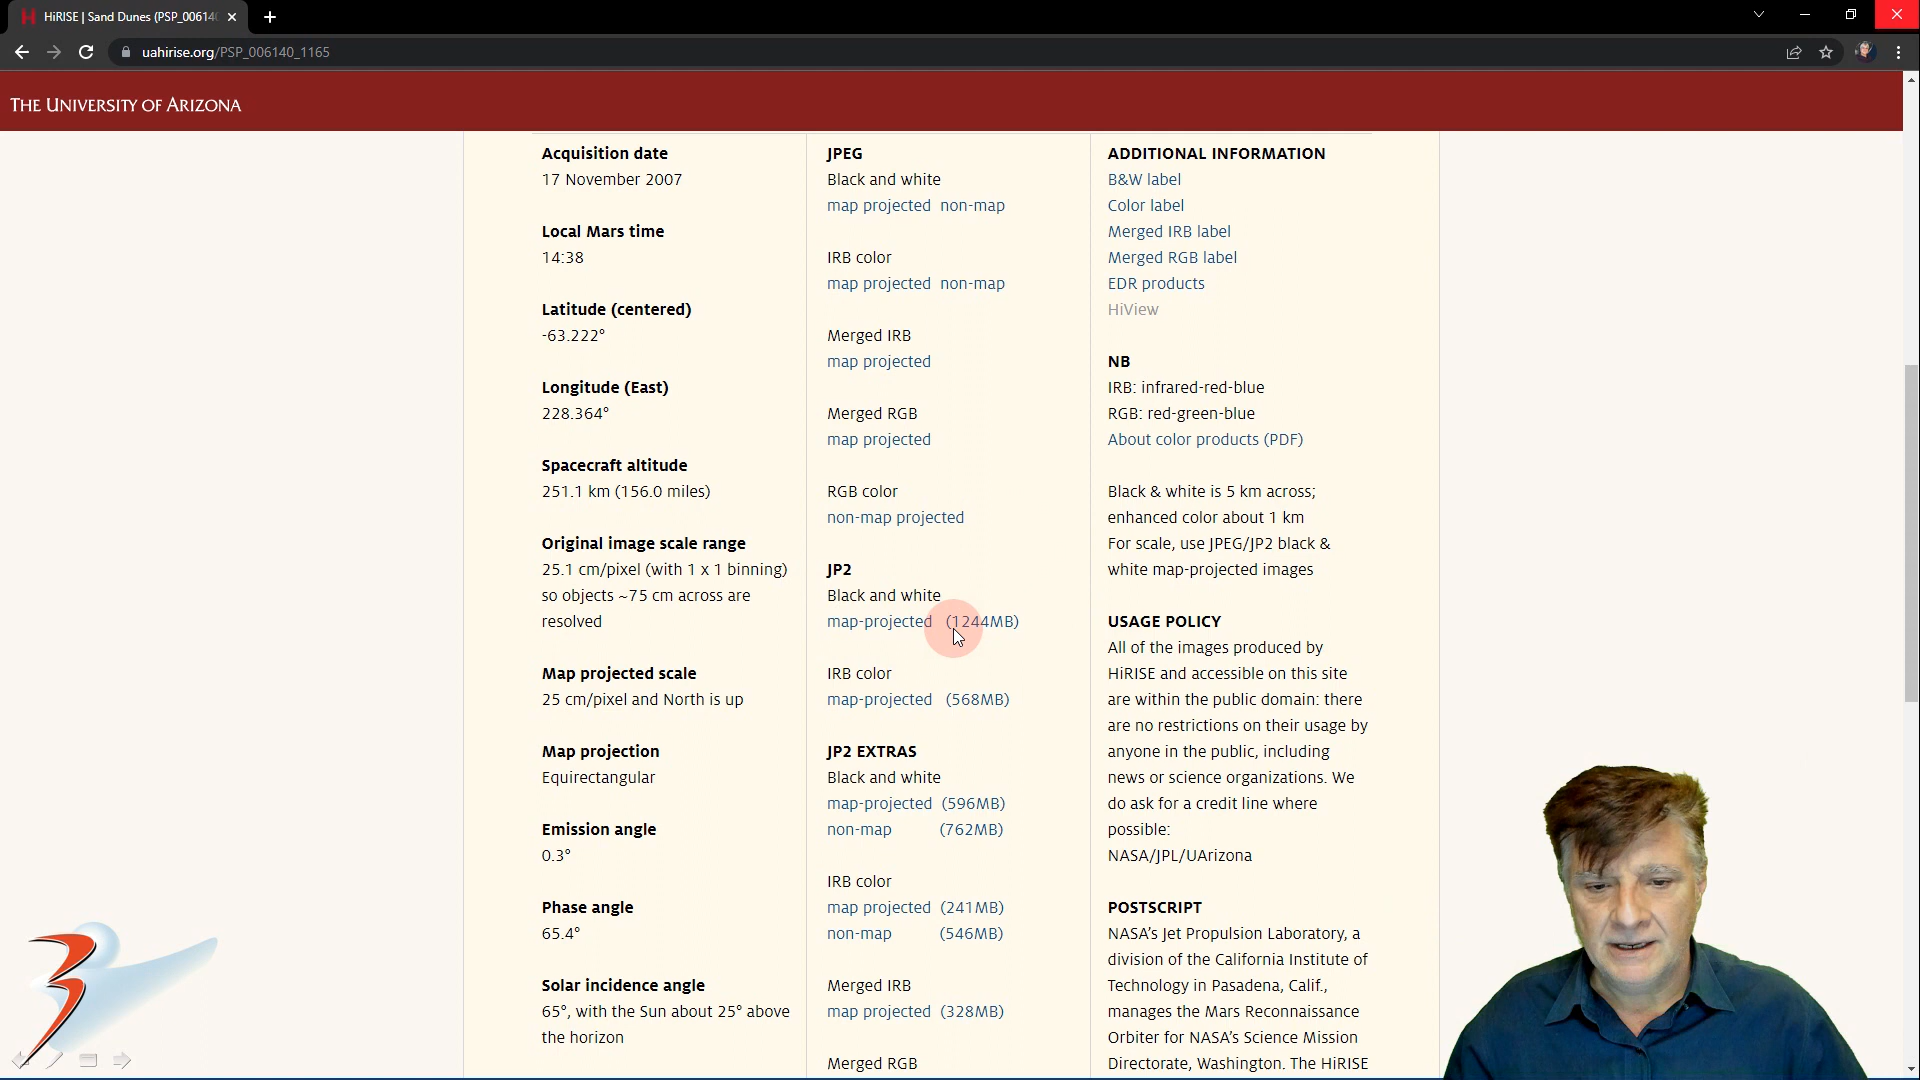 HiRISE | Sand Dunes (PSP_00614
uahirise.org/PSP_006140_1165
THE UNIVERSITY OF ARIZONA
Acquisition date
17 November 2007
Local Mars time
14:38
Latitude (centered)
-63.222°
Longitude (East)
228.364°
Spacecraft altitude
251.1 km (156.0 miles)
Original image scale range
25.1 cm/pixel (with 1 x 1 binning)
so objects ~75 cm across are
resolved
Map projected scale
25 cm/pixel and North is up
Map projection
Equirectangular
Emission angle
0.3°
Phase angle
65.4°
Solar incidence angle
65°, with the Sun about 25° above
the horizon
JPEG
Black and white
map projected non-map
IRB color
map projected non-map
Merged IRB
map projected
Merged RGB
map projected
RGB color
non-map projected
JP2
Black and white
map-projected (1244MB)
IRB color
map-projected (568MB)
JP2 EXTRAS
Black and white
map-projected (596MB)
non-map (762MB)
IRB color
map projected (241MB)
non-map (546MB)
Merged IRB
map projected (328MB)
Merged RGB
ADDITIONAL INFORMATION
B&W label
Color label
Merged IRB label
Merged RGB label
EDR products
HiView
NB
IRB: infrared-red-blue
RGB: red-green-blue
About color products (PDF)
Black & white is 5 km across;
enhanced color about 1 km
For scale, use JPEG/JP2 black &
white map-projected images
USAGE POLICY
All of the images produced by
HiRISE and accessible on this site
are within the public domain: there
are no restrictions on their usage by
anyone in the public, including
news or science organizations. We
do ask for a credit line where
possible:
NASA/JPL/UArizona
POSTSCRIPT
NASA's Jet Propulsion Laboratory, a
division of the California Institute of
Technology in Pasadena, Calif.,
manages the Mars Reconnaissance
Orbiter for NASA's Science Mission
Directorate, Washington. The HiRISE